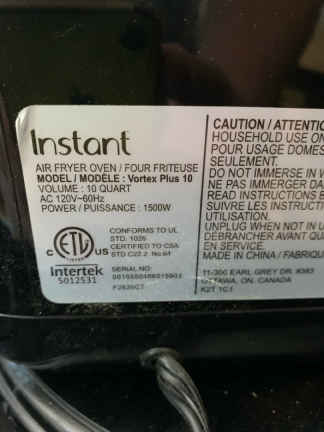 Instant
AIR FRYER OVEN / FOUR FRITEUSE
MODEL / MODÈLE : Vortex Plus 10
VOLUME : 10 QUART
AC 120V~60Hz
POWER / PUISSANCE : 1500W
C ETL US
Intertek
5012531
CONFORMS TO UL
STD. 1026
CERTIFIED TO CSA
STD C22.2 No.64
SERIAL NO:
CAUTION / ATTENTIO
HOUSEHOLD USE ON
POUR USAGE DOMES
SEULEMENT.
DO NOT IMMERSE IN W
NE PAS IMMERGER DA
READ INSTRUCTIONS B
SUIVRE LES INSTRUCTI
UTILISATION.
UNPLUG WHEN NOT IN U
DÉBRANCHER AVANT QU
EN SERVICE.
MADE IN CHINA / FABRIQU
11-300 EARL GREY DR. #383
OTTAWA, ON. CANADA
K2T 1C1